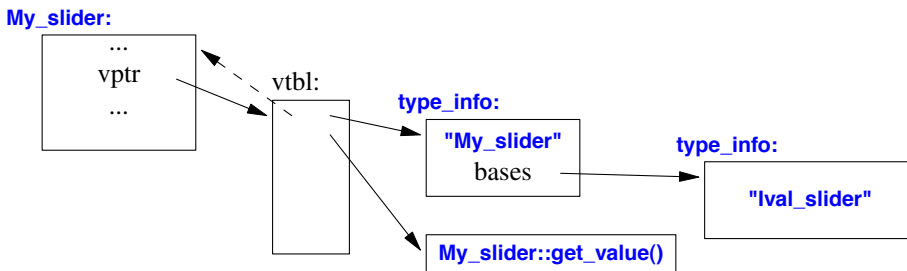 My_slider:
...
vptr
...
vtbl:
type_info:
"My_slider"
bases
type_info:
"Ival_slider"
My_slider::get_value()